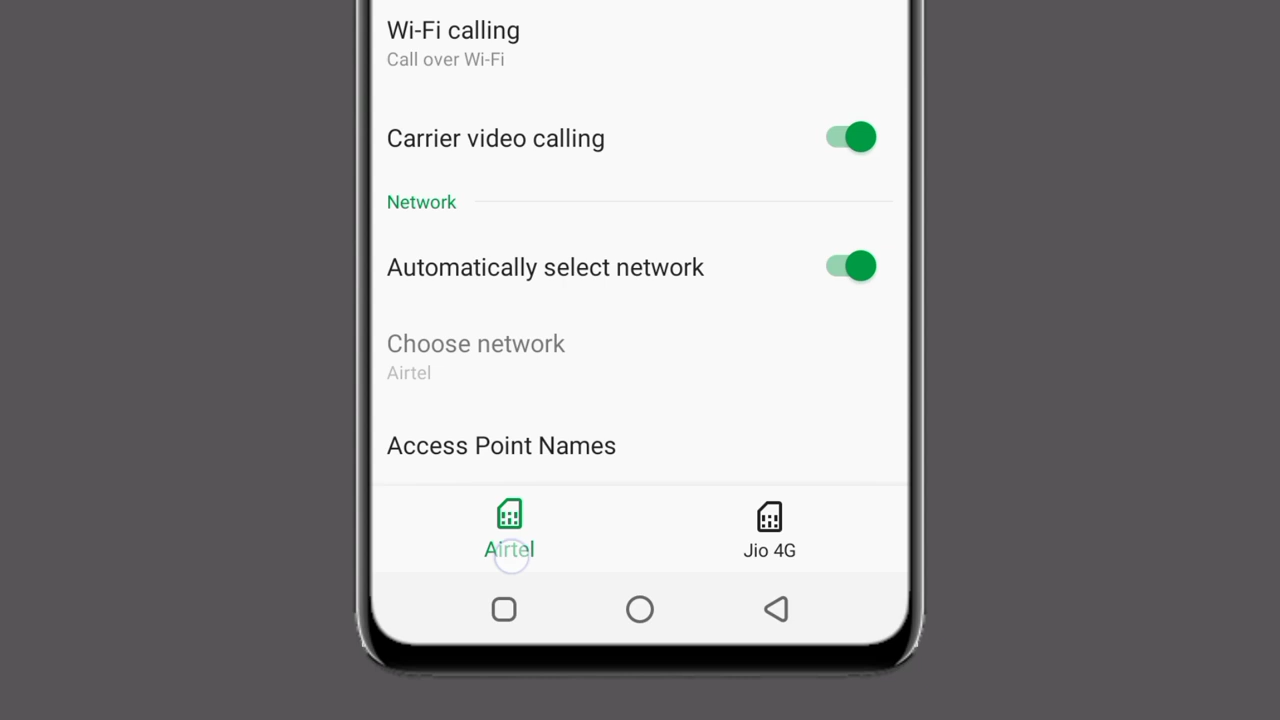 Wi-Fi calling
Call over Wi-Fi
Carrier video calling
Network
Automatically select network
Choose network
Airtel
Access Point Names
Airtel
Jio 4G